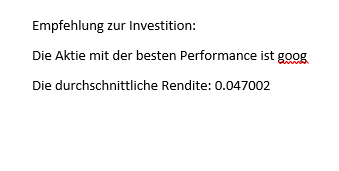 Empfehlung zur Investition:
Die Aktie mit der besten Performance ist goog
Die durchschnittliche Rendite: 0.047002